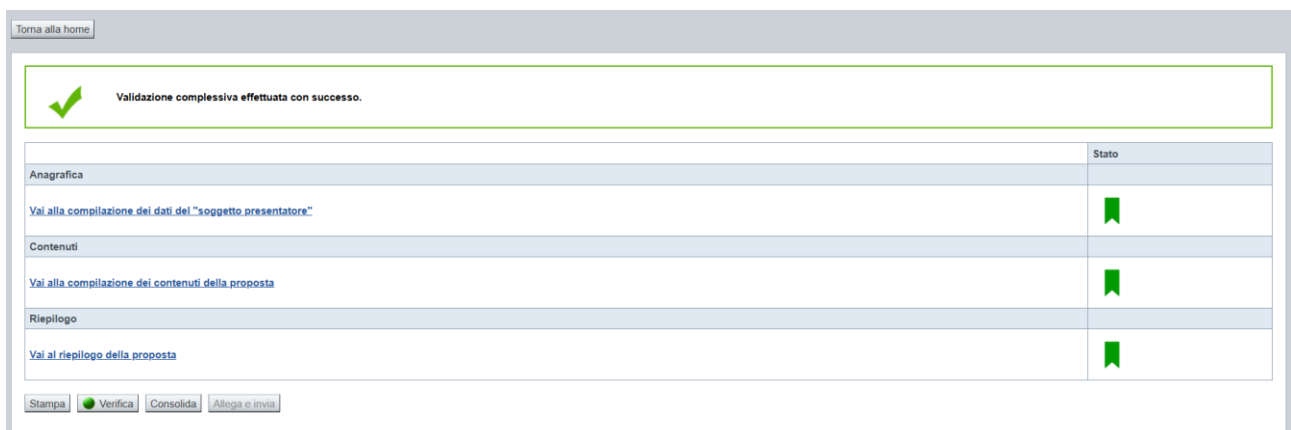 Torna alla home
Validazione complessiva effettuata con successo.
Stato
Anagrafica
Vai alla compilazione dei dati del "soggetto presentatore"
Contenuti
Vai alla compilazione dei contenuti della proposta
Riepilogo
Vai al riepilogo della proposta
Stampa Verifica Consolida Allega e invia